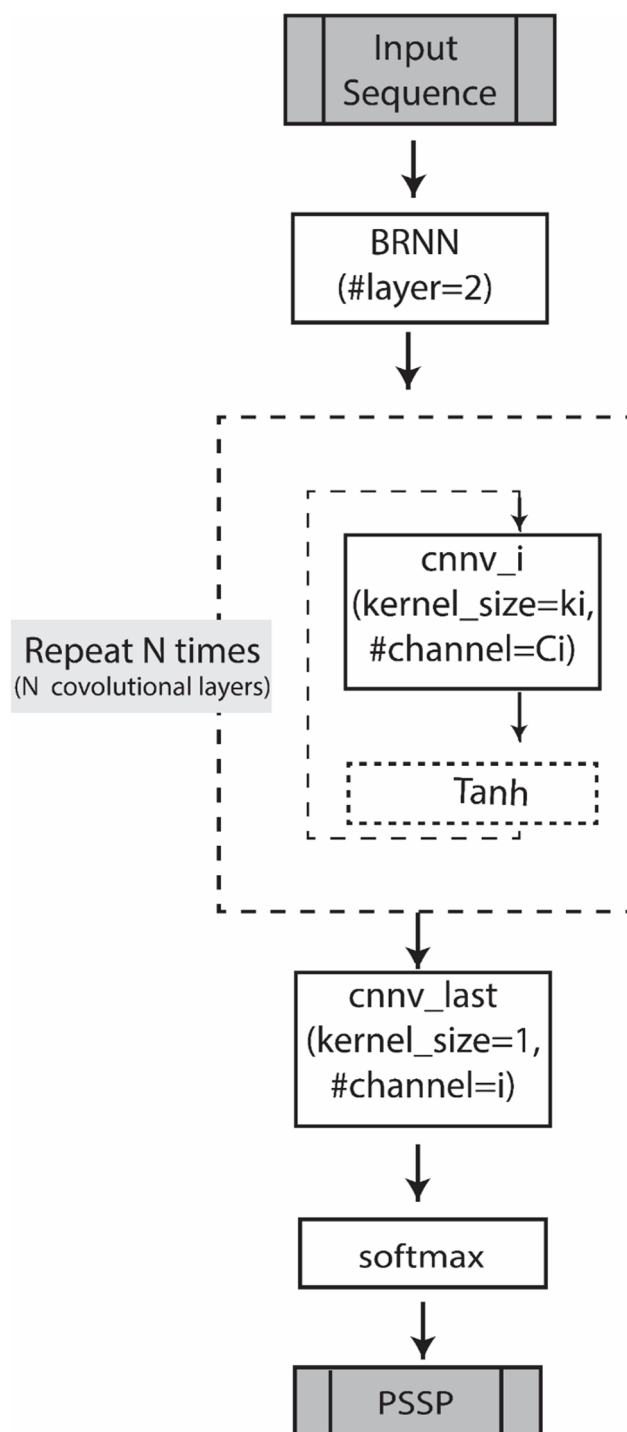 Input
Sequence
BRNN
(#layer=2)
cnnv_i
(kernel_size=ki,
#channel=Ci)
Repeat N times
(N covolutional layers)
Tanh
cnnv_last
(kernel_size=1,
#channel=i)
softmax
PSSP